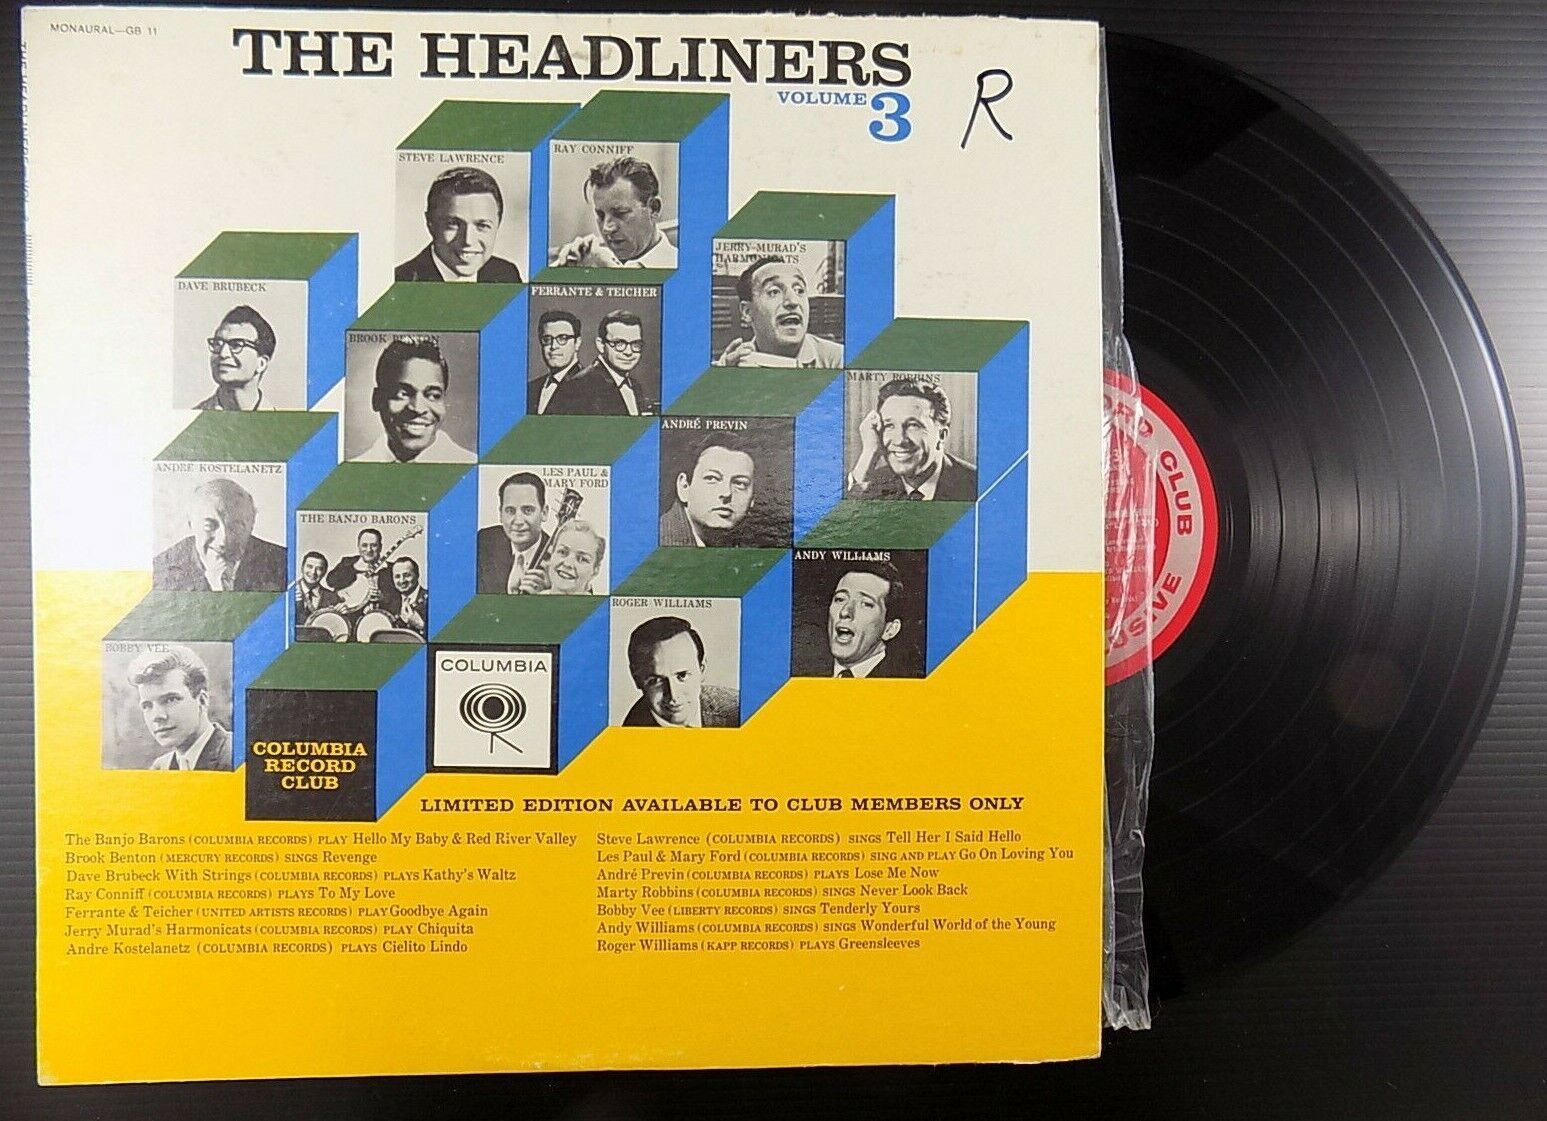 MONAURAL—GB 11
THE HEADLINERS
VOLUME 3
R
STEVE LAWRENCE
RAY CONNIFF
JERRY MURAD'S
HARMONICATS
DAVE BRUBECK
FERRANTE & TEICHER
BROOK BENTON
MARTY ROBBINS
ANDRÉ PREVIN
ANDRE KOSTELANETZ
LES PAUL &
MARY FORD
THE BANJO BARONS
ANDY WILLIAMS
ROGER WILLIAMS
BOBBY VEE
COLUMBIA
COLUMBIA
RECORD
CLUB
LIMITED EDITION AVAILABLE TO CLUB MEMBERS ONLY
The Banjo Barons (COLUMBIA RECORDS) PLAY Hello My Baby & Red River Valley
Brook Benton (MERCURY RECORDS) SINGS Revenge
Dave Brubeck With Strings (COLUMBIA RECORDS) PLAYS Kathy's Waltz
Ray Conniff (COLUMBIA RECORDS) PLAYS To My Love
Ferrante & Teicher (UNITED ARTISTS RECORDS) PLAY Goodbye Again
Jerry Murad's Harmonicats (COLUMBIA RECORDS) PLAY Chiquita
Andre Kostelanetz (COLUMBIA RECORDS) PLAYS Cielito Lindo
Steve Lawrence (COLUMBIA RECORDS) SINGS Tell Her I Said Hello
Les Paul & Mary Ford (COLUMBIA RECORDS) SING AND PLAY Go On Loving You
André Previn (COLUMBIA RECORDS) PLAYS Lose Me Now
Marty Robbins (COLUMBIA RECORDS) SINGS Never Look Back
Bobby Vee (LIBERTY RECORDS) SINGS Tenderly Yours
Andy Williams (COLUMBIA RECORDS) SINGS Wonderful World of the Young
Roger Williams (KAPP RECORDS) PLAYS Greensleeves
CLUB